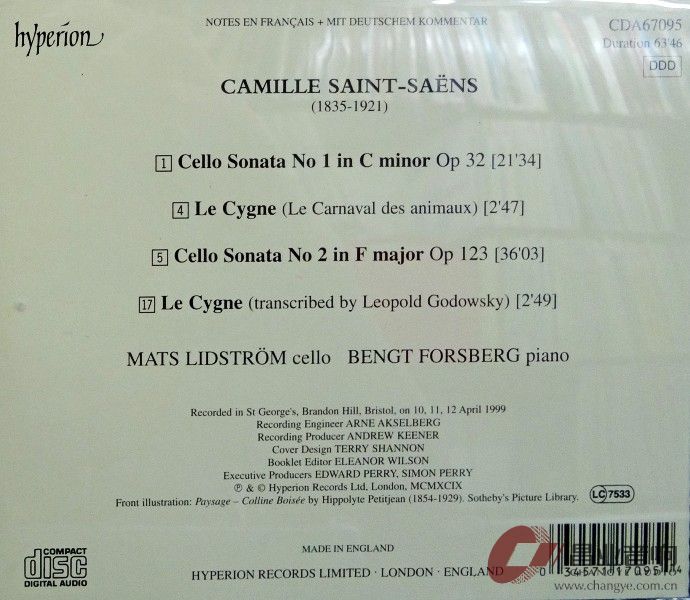 NOTES EN FRANÇAIS + MIT DEUTSCHEM KOMMENTAR
hyperion
CDA67095
Duration 63'46
DDD
CAMILLE SAINT-SAËNS
(1835-1921)
1 Cello Sonata No 1 in C minor Op 32 [21'34]
4 Le Cygne (Le Carnaval des animaux) [2'47]
5 Cello Sonata No 2 in F major Op 123 [36'03]
17 Le Cygne (transcribed by Leopold Godowsky) [2'49]
MATS LIDSTRÖM cello BENGT FORSBERG piano
Recorded in St George's, Brandon Hill, Bristol, on 10, 11, 12 April 1999
Recording Engineer ARNE AKSELBERG
Recording Producer ANDREW KEENER
Cover Design TERRY SHANNON
Booklet Editor ELEANOR WILSON
Executive Producers EDWARD PERRY, SIMON PERRY
℗ & © Hyperion Records Ltd, London, MCMXCIX
Front illustration: Paysage – Colline Boisée by Hippolyte Petitjean (1854-1929). Sotheby's Picture Library.
LC 7533
COMPACT
disc
DIGITAL AUDIO
MADE IN ENGLAND
HYPERION RECORDS LIMITED · LONDON · ENGLAND
0 34571 17095 4
www.changye.com.cn